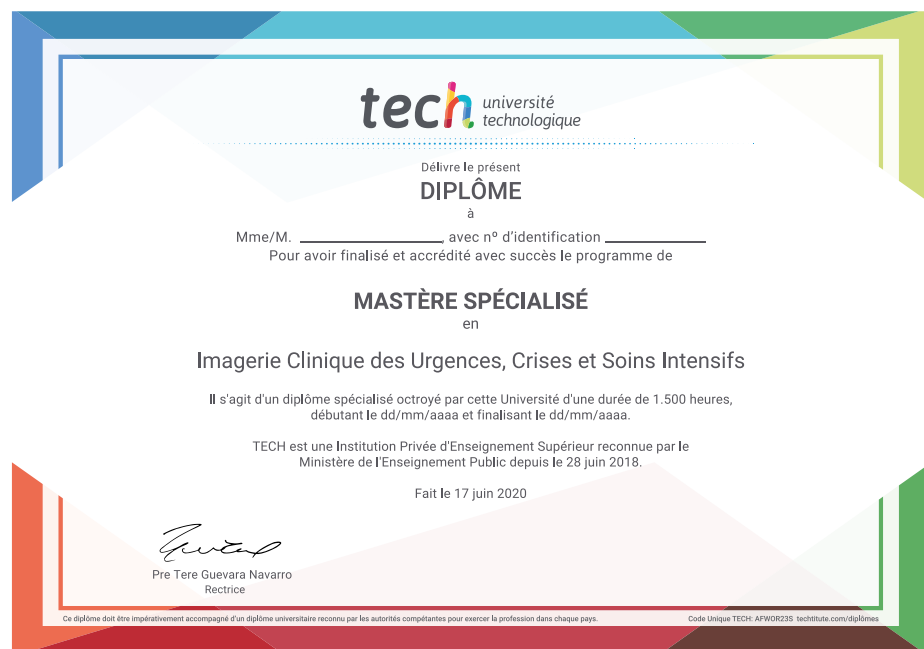 tech université
technologique
Délivre le présent
DIPLÔME
à
Mme/M. ____________, avec nº d'identification ____________
Pour avoir finalisé et accrédité avec succès le programme de
MASTÈRE SPÉCIALISÉ
en
Imagerie Clinique des Urgences, Crises et Soins Intensifs
Il s'agit d'un diplôme spécialisé octroyé par cette Université d'une durée de 1.500 heures,
débutant le dd/mm/aaaa et finalisant le dd/mm/aaaa.
TECH est une Institution Privée d'Enseignement Supérieur reconnue par le
Ministère de l'Enseignement Public depuis le 28 juin 2018.
Fait le 17 juin 2020
Pre Tere Guevara Navarro
Rectrice
Ce diplôme doit être impérativement accompagné d'un diplôme universitaire reconnu par les autorités compétantes pour exercer la profession dans chaque pays.
Code Unique TECH: AFWOR23S techtitute.com/diplômes